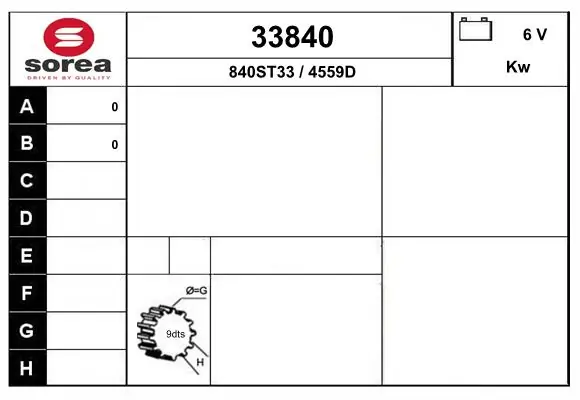 sorea
DRIVEN BY QUALITY
33840
840ST33 / 4559D
6 V
Kw
A 0
B 0
C
D
E
F
G
H
Ø=G
9dts
H